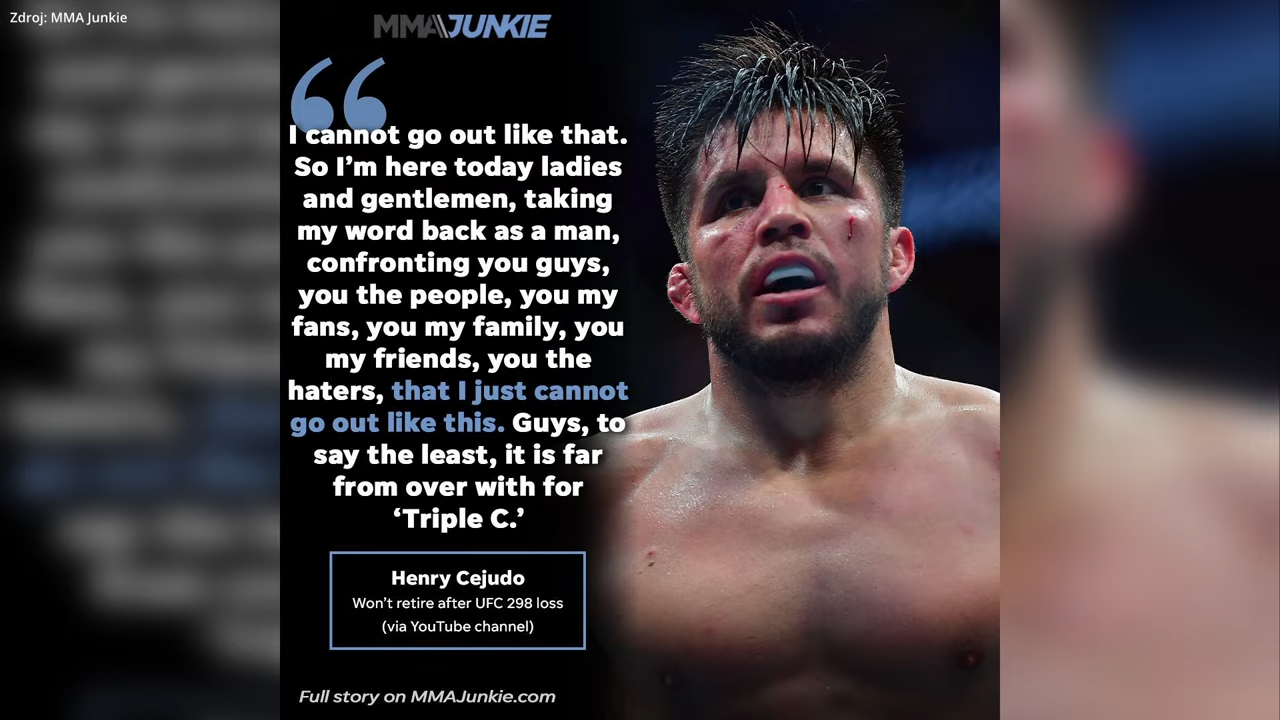 Zdroj: MMA Junkie
MMA JUNKIE
“
I cannot go out like that.
So I’m here today ladies
and gentlemen, taking
my word back as a man,
confronting you guys,
you the people, you my
fans, you my family, you
my friends, you the
haters, that I just cannot
go out like this. Guys, to
say the least, it is far
from over with for
‘Triple C.’
Henry Cejudo
Won’t retire after UFC 298 loss
(via YouTube channel)
Full story on MMAJunkie.com